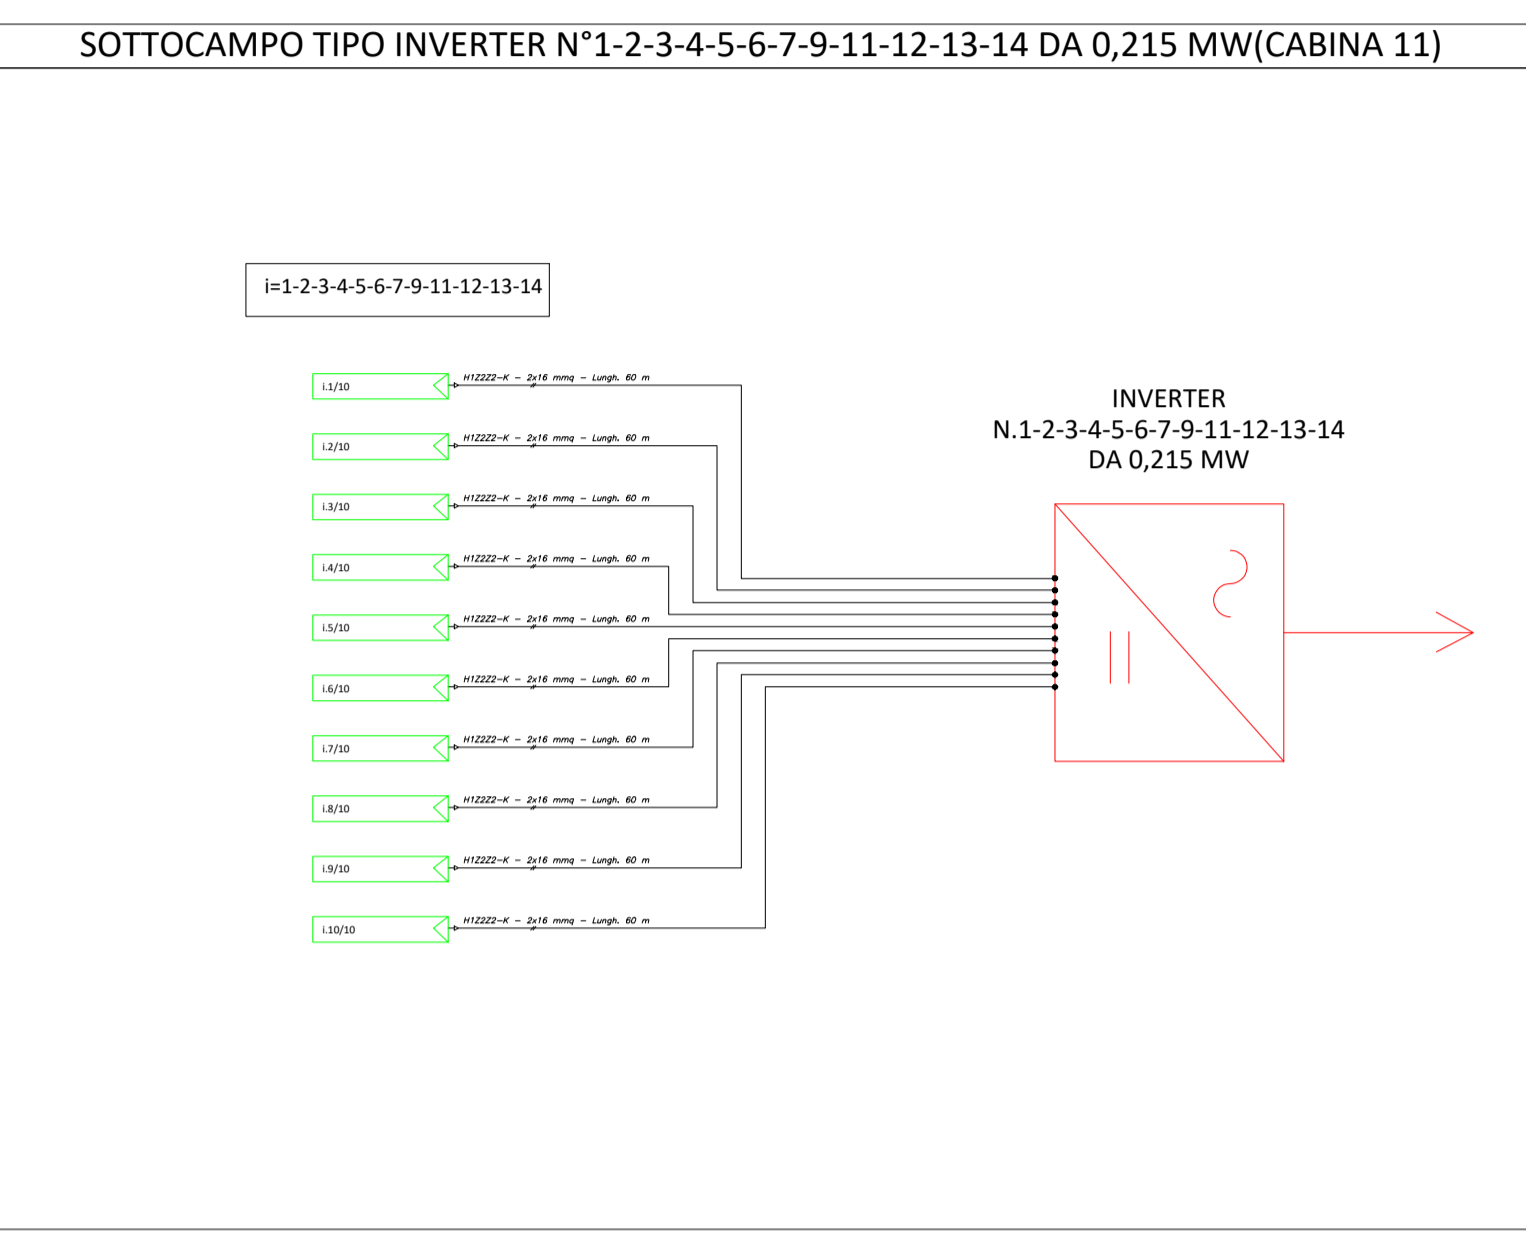 SOTTOCAMPO TIPO INVERTER N°1-2-3-4-5-6-7-9-11-12-13-14 DA 0,215 MW(CABINA 11)
i=1-2-3-4-5-6-7-9-11-12-13-14
INVERTER
N.1-2-3-4-5-6-7-9-11-12-13-14
DA 0,215 MW
i.1/10 H1Z2Z2-K - 2x16 mmq - Lungh. 60 m
i.2/10 H1Z2Z2-K - 2x16 mmq - Lungh. 60 m
i.3/10 H1Z2Z2-K - 2x16 mmq - Lungh. 60 m
i.4/10 H1Z2Z2-K - 2x16 mmq - Lungh. 60 m
i.5/10 H1Z2Z2-K - 2x16 mmq - Lungh. 60 m
i.6/10 H1Z2Z2-K - 2x16 mmq - Lungh. 60 m
i.7/10 H1Z2Z2-K - 2x16 mmq - Lungh. 60 m
i.8/10 H1Z2Z2-K - 2x16 mmq - Lungh. 60 m
i.9/10 H1Z2Z2-K - 2x16 mmq - Lungh. 60 m
i.10/10 H1Z2Z2-K - 2x16 mmq - Lungh. 60 m